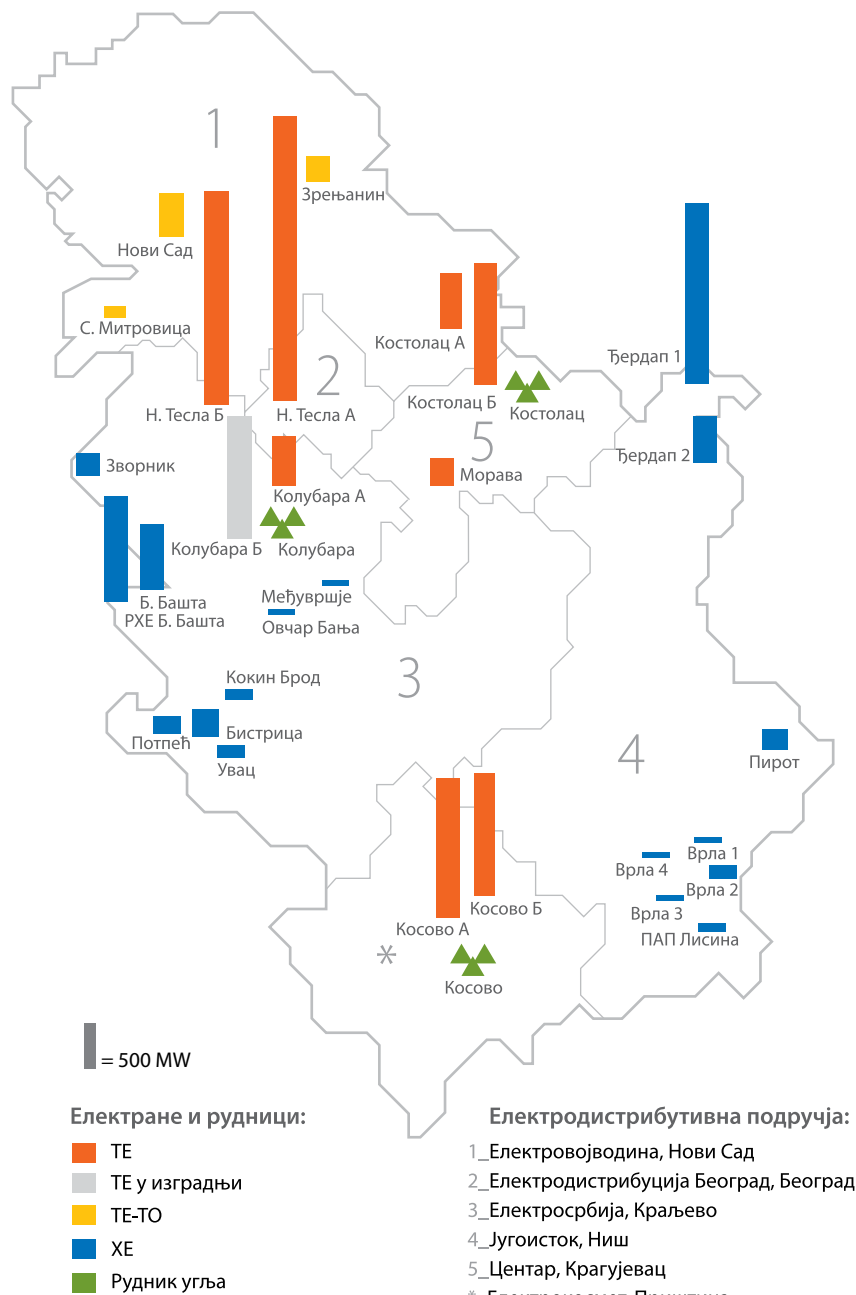 1
Зрењанин
Нови Сад
С. Митровица
Костолац А
Ђердап 1
2
Н. Тесла Б
Н. Тесла А
Костолац Б
Костолац
5
Ђердап 2
Зворник
Колубара А
Морава
Колубара Б
Колубара
Б. Башта
РХЕ Б. Башта
Међувршје
Овчар Бања
3
Кокин Брод
Потпећ
Бистрица
Увац
4
Пирот
Врла 1
Врла 4
Врла 2
Врла 3
ПАП Лисина
Косово Б
Косово А
*
Косово
= 500 MW
Електране и рудници:
ТЕ
ТЕ у изградњи
ТЕ-ТО
ХЕ
Рудник угља
Електродистрибутивна подручја:
1_Електровојводина, Нови Сад
2_Електродистрибуција Београд, Београд
3_Електросрбија, Краљево
4_Југоисток, Ниш
5_Центар, Крагујевац